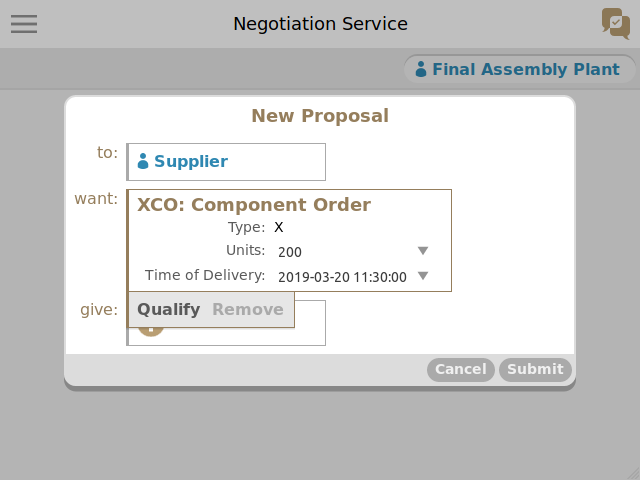 Negotiation Service
Final Assembly Plant
New Proposal
to:
Supplier
want:
XCO: Component Order
Type: X
Units: 200
Time of Delivery: 2019-03-20 11:30:00
give:
Qualify Remove
Cancel Submit